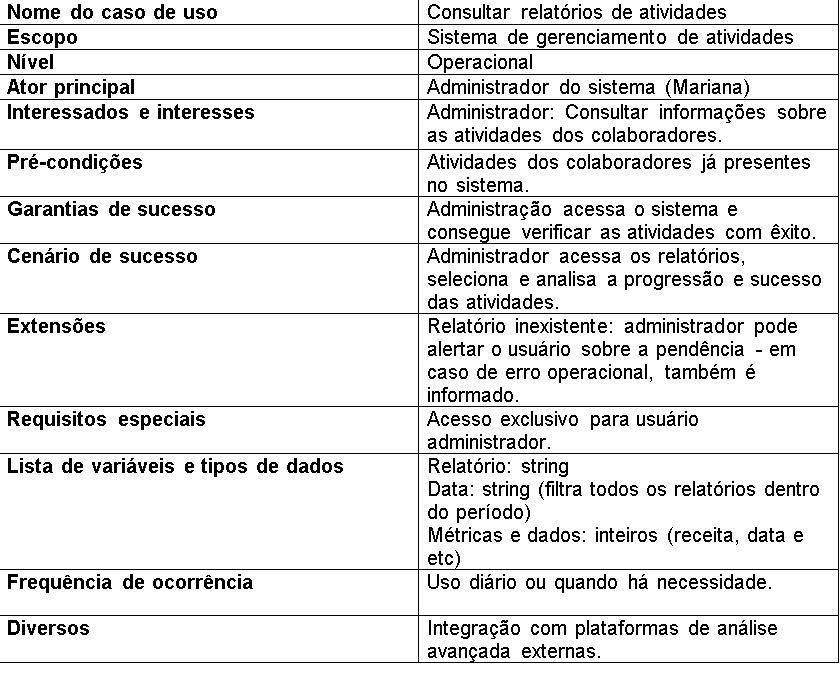 Nome do caso de uso
Consultar relatórios de atividades
Escopo
Sistema de gerenciamento de atividades
Nível
Operacional
Ator principal
Administrador do sistema (Mariana)
Interessados e interesses
Administrador: Consultar informações sobre
as atividades dos colaboradores.
Pré-condições
Atividades dos colaboradores já presentes
no sistema.
Garantias de sucesso
Administração acessa o sistema e
consegue verificar as atividades com êxito.
Cenário de sucesso
Administrador acessa os relatórios,
seleciona e analisa a progressão e sucesso
das atividades.
Extensões
Relatório inexistente: administrador pode
alertar o usuário sobre a pendência - em
caso de erro operacional, também é
informado.
Requisitos especiais
Acesso exclusivo para usuário
administrador.
Lista de variáveis e tipos de dados
Relatório: string
Data: string (filtra todos os relatórios dentro
do período)
Métricas e dados: inteiros (receita, data e
etc)
Frequência de ocorrência
Uso diário ou quando há necessidade.
Diversos
Integração com plataformas de análise
avançada externas.